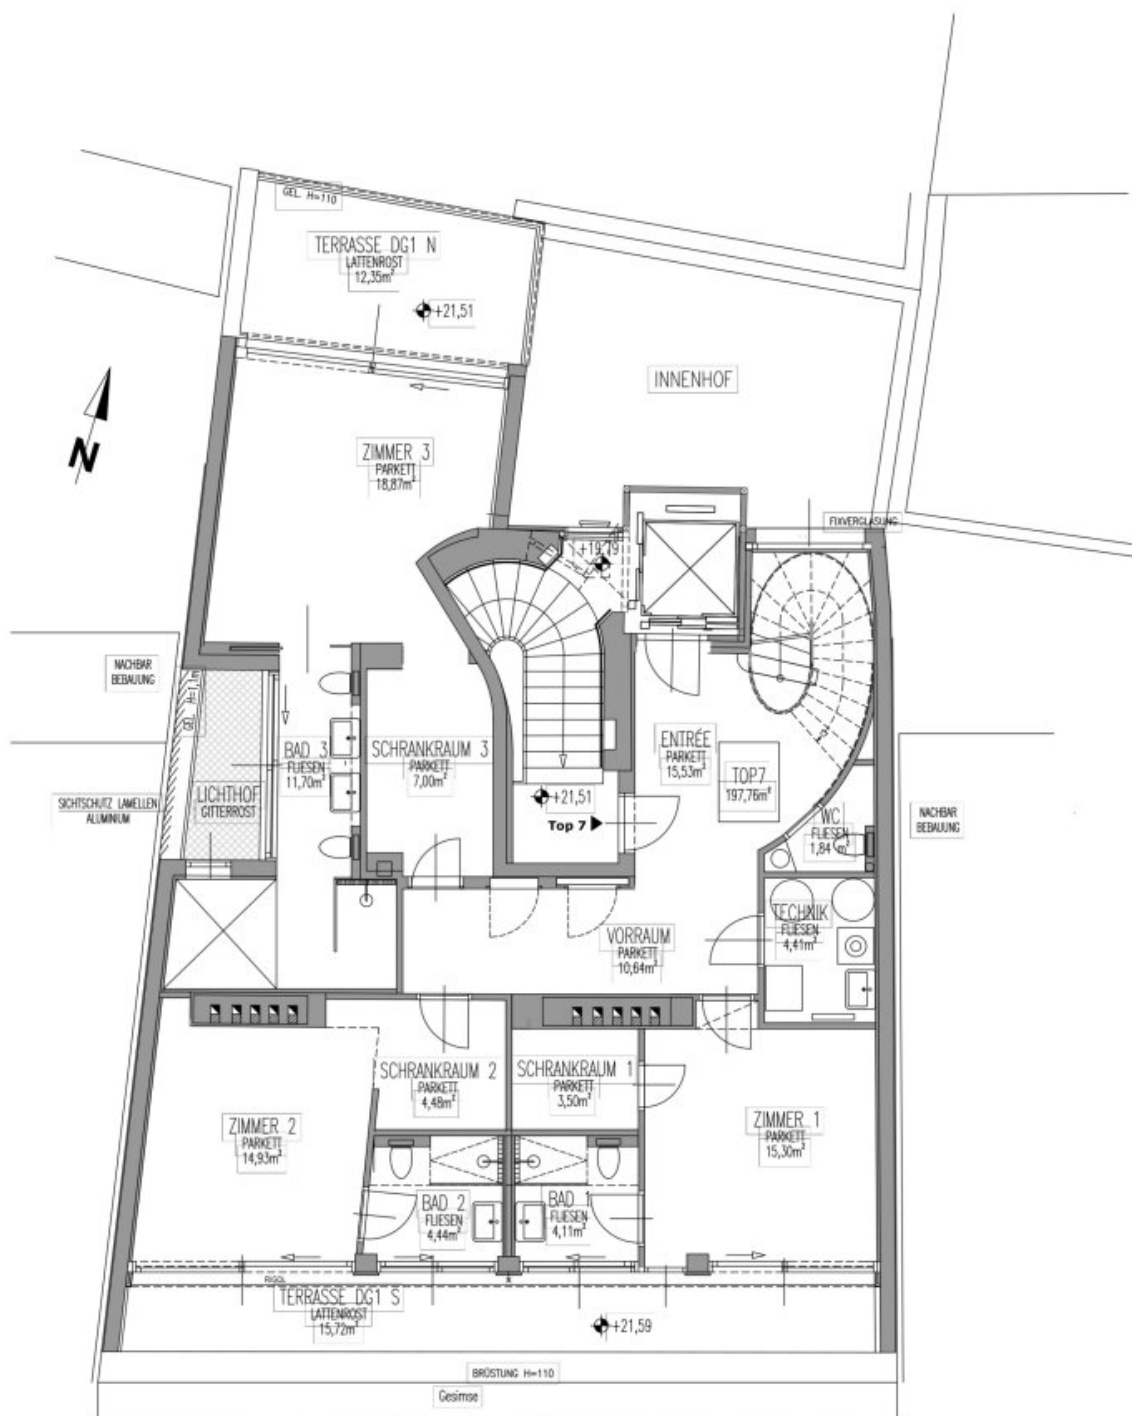 GEL. H=110
TERRASSE DG1 N
LATTENROST
12,35m²
+21,51
INNENHOF
N
ZIMMER 3
PARKETT
18,87m²
FIXVERGLASUNG
+19,79
NACHBAR
BEBAUUNG
GEL. H=1,1m
BAD 3
FLIESEN
11,70m²
SCHRANKRAUM 3
PARKETT
7,00m²
ENTRÉE
PARKETT
15,53m²
TOP7
197,76m²
LICHTHOF
GITTERROST
SICHTSCHUTZ LAMELLEN
ALUMINIUM
+21,51
Top 7
WC
FLIESEN
1,84 m²
NACHBAR
BEBAUUNG
TECHNIK
FLIESEN
4,41m²
VORRAUM
PARKETT
10,64m²
SCHRANKRAUM 2
PARKETT
4,48m²
SCHRANKRAUM 1
PARKETT
3,50m²
ZIMMER 2
PARKETT
14,93m²
ZIMMER 1
PARKETT
15,30m²
BAD 2
FLIESEN
4,44m²
BAD 1
FLIESEN
4,11m²
RIGOL
TERRASSE DG1 S
LATTENROST
15,72m²
+21,59
BRÜSTUNG H=110
Gesimse